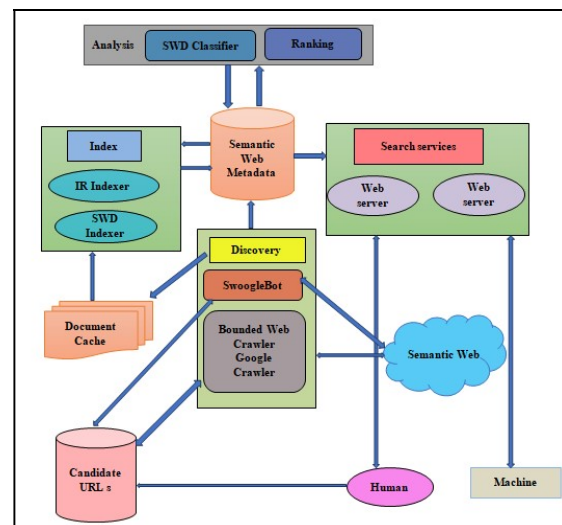 Analysis
SWD Classifier
Ranking
Index
IR Indexer
SWD
Indexer
Semantic
Web
Metadata
Search services
Web
server
Web
server
Discovery
SwoogleBot
Bounded Web
Crawler
Google
Crawler
Document
Cache
Semantic Web
Candidate
URL s
Human
Machine